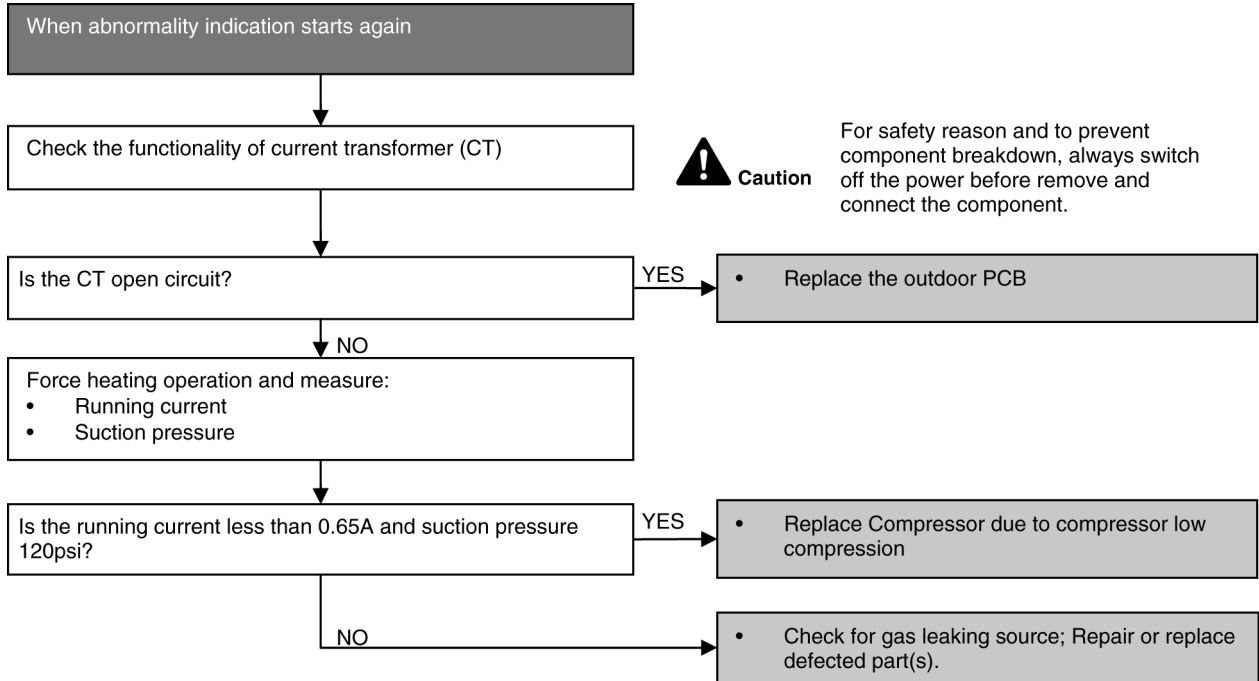 When abnormality indication starts again
Check the functionality of current transformer (CT)
Caution
For safety reason and to prevent
component breakdown, always switch
off the power before remove and
connect the component.
Is the CT open circuit?
YES
• Replace the outdoor PCB
NO
Force heating operation and measure:
• Running current
• Suction pressure
Is the running current less than 0.65A and suction pressure
120psi?
YES
• Replace Compressor due to compressor low
compression
NO
• Check for gas leaking source; Repair or replace
defected part(s).